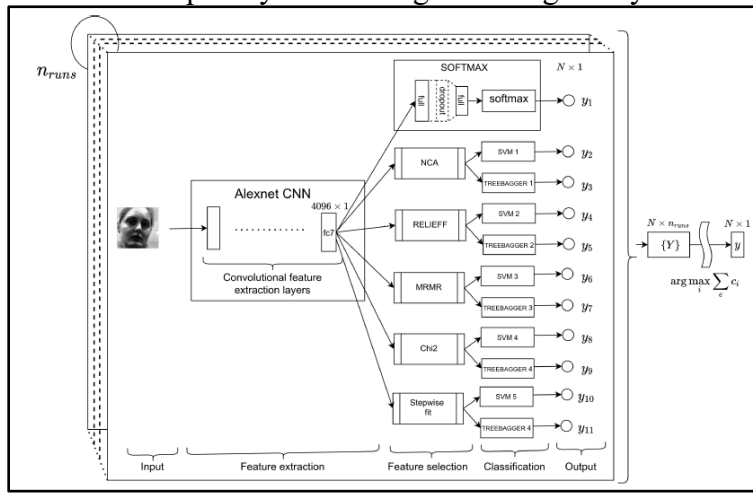 n_runs
SOFTMAX
N × 1
full
dropout
full
softmax
y₁
NCA
SVM 1
y₂
TREEBAGGER 1
y₃
Alexnet CNN
4096 × 1
fc7
Convolutional feature
extraction layers
RELIEFF
SVM 2
y₄
TREEBAGGER 2
y₅
MRMR
SVM 3
y₆
TREEBAGGER 3
y₇
Chi2
SVM 4
y₈
TREEBAGGER 4
y₉
Stepwise
fit
SVM 5
y₁₀
TREEBAGGER 4
y₁₁
N × n_runs
N × 1
{Y}
y
arg max_i ∑_c c_i
Input
Feature extraction
Feature selection
Classification
Output